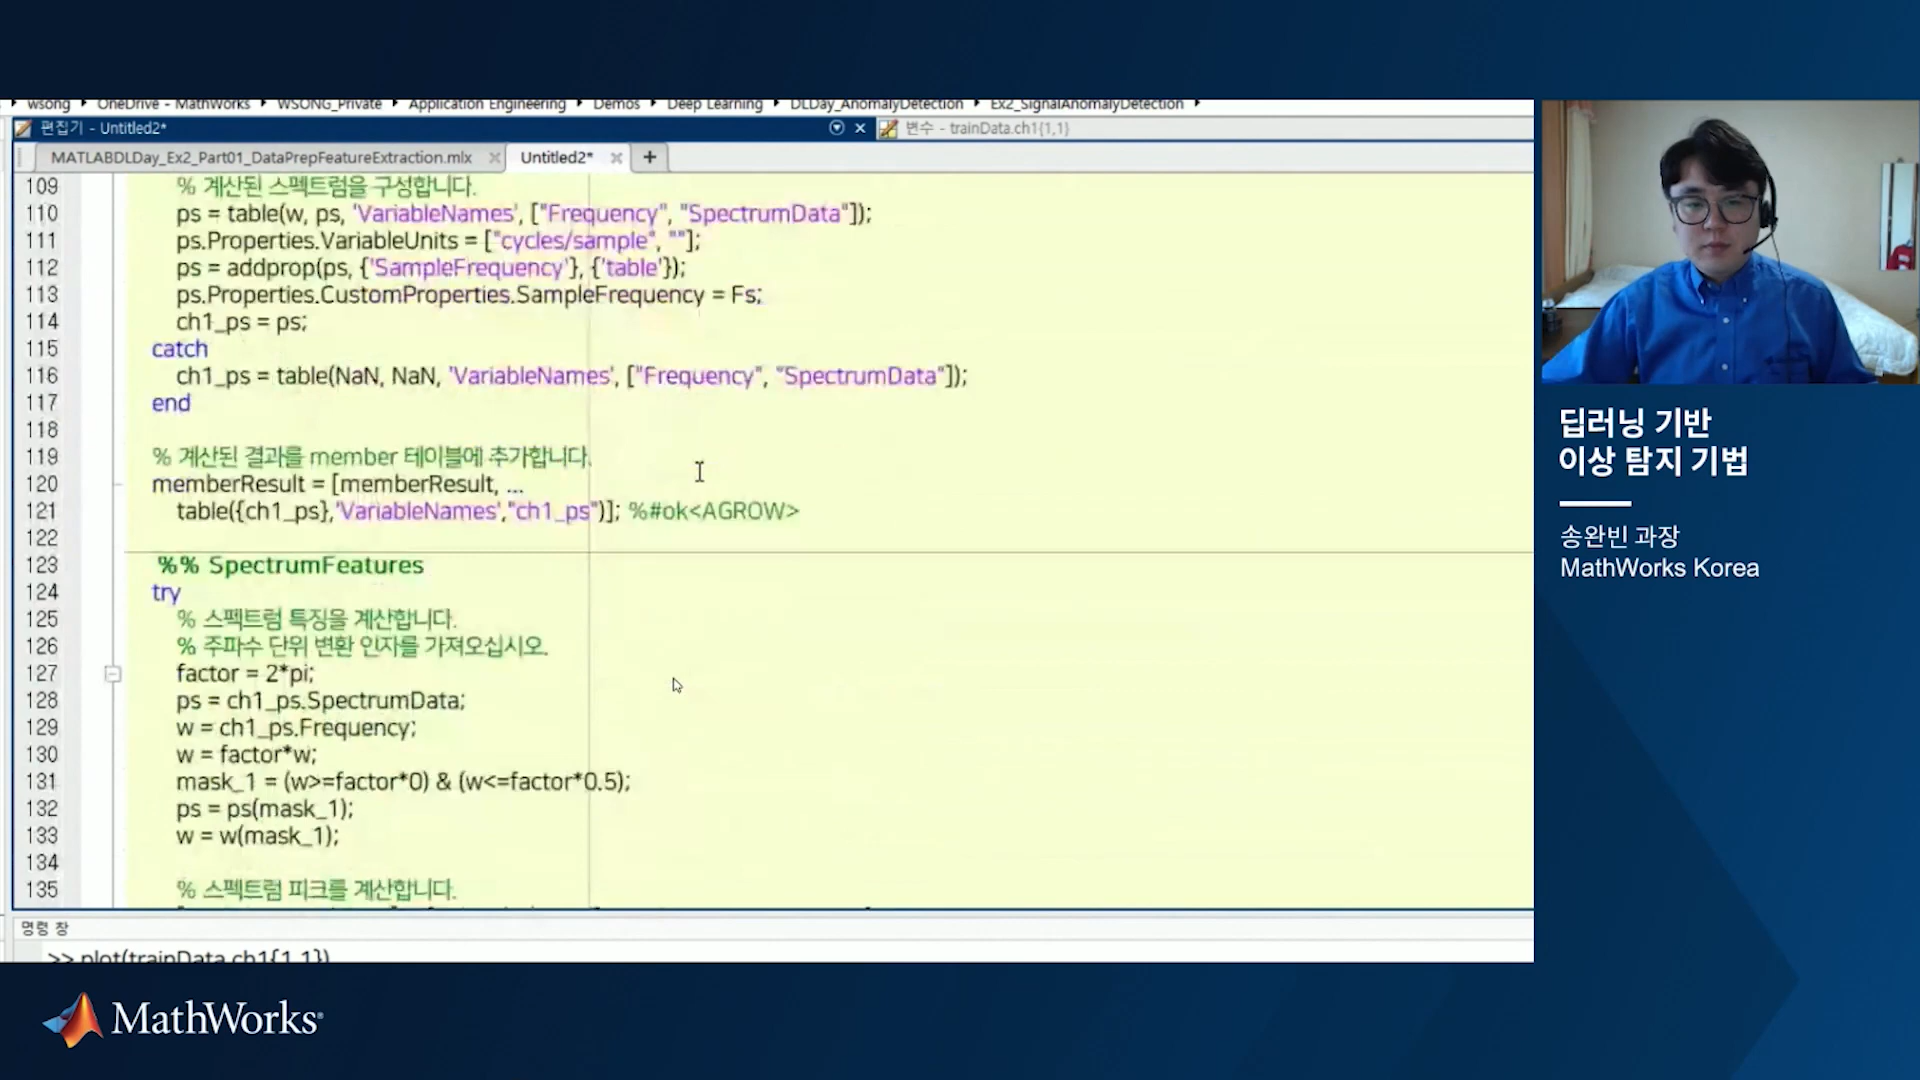 wsong ▸ OneDrive - MathWorks ▸ WSONG_Private ▸ Application Engineering ▸ Demos ▸ Deep Learning ▸ DLDay_AnomalyDetection ▸ Ex2_SignalAnomalyDetection ▸
편집기 - Untitled2*
변수 - trainData.ch1{1,1}
MATLABDLDay_Ex2_Part01_DataPrepFeatureExtraction.mlx
Untitled2*
109 % 계산된 스펙트럼을 구성합니다.
110 ps = table(w, ps, 'VariableNames', ["Frequency", "SpectrumData"]);
111 ps.Properties.VariableUnits = ["cycles/sample", ""];
112 ps = addprop(ps, {'SampleFrequency'}, {'table'});
113 ps.Properties.CustomProperties.SampleFrequency = Fs;
114 ch1_ps = ps;
115 catch
116 ch1_ps = table(NaN, NaN, 'VariableNames', ["Frequency", "SpectrumData"]);
117 end
118
119 % 계산된 결과를 member 테이블에 추가합니다.
120 memberResult = [memberResult, ...
121 table({ch1_ps},'VariableNames',"ch1_ps")]; %#ok<AGROW>
122
123 %% SpectrumFeatures
124 try
125 % 스펙트럼 특징을 계산합니다.
126 % 주파수 단위 변환 인자를 가져오십시오.
127 factor = 2*pi;
128 ps = ch1_ps.SpectrumData;
129 w = ch1_ps.Frequency;
130 w = factor*w;
131 mask_1 = (w>=factor*0) & (w<=factor*0.5);
132 ps = ps(mask_1);
133 w = w(mask_1);
134
135 % 스펙트럼 피크를 계산합니다.
명령 창
>> plot(trainData.ch1{1,1})
딥러닝 기반
이상 탐지 기법
송완빈 과장
MathWorks Korea
MathWorks®